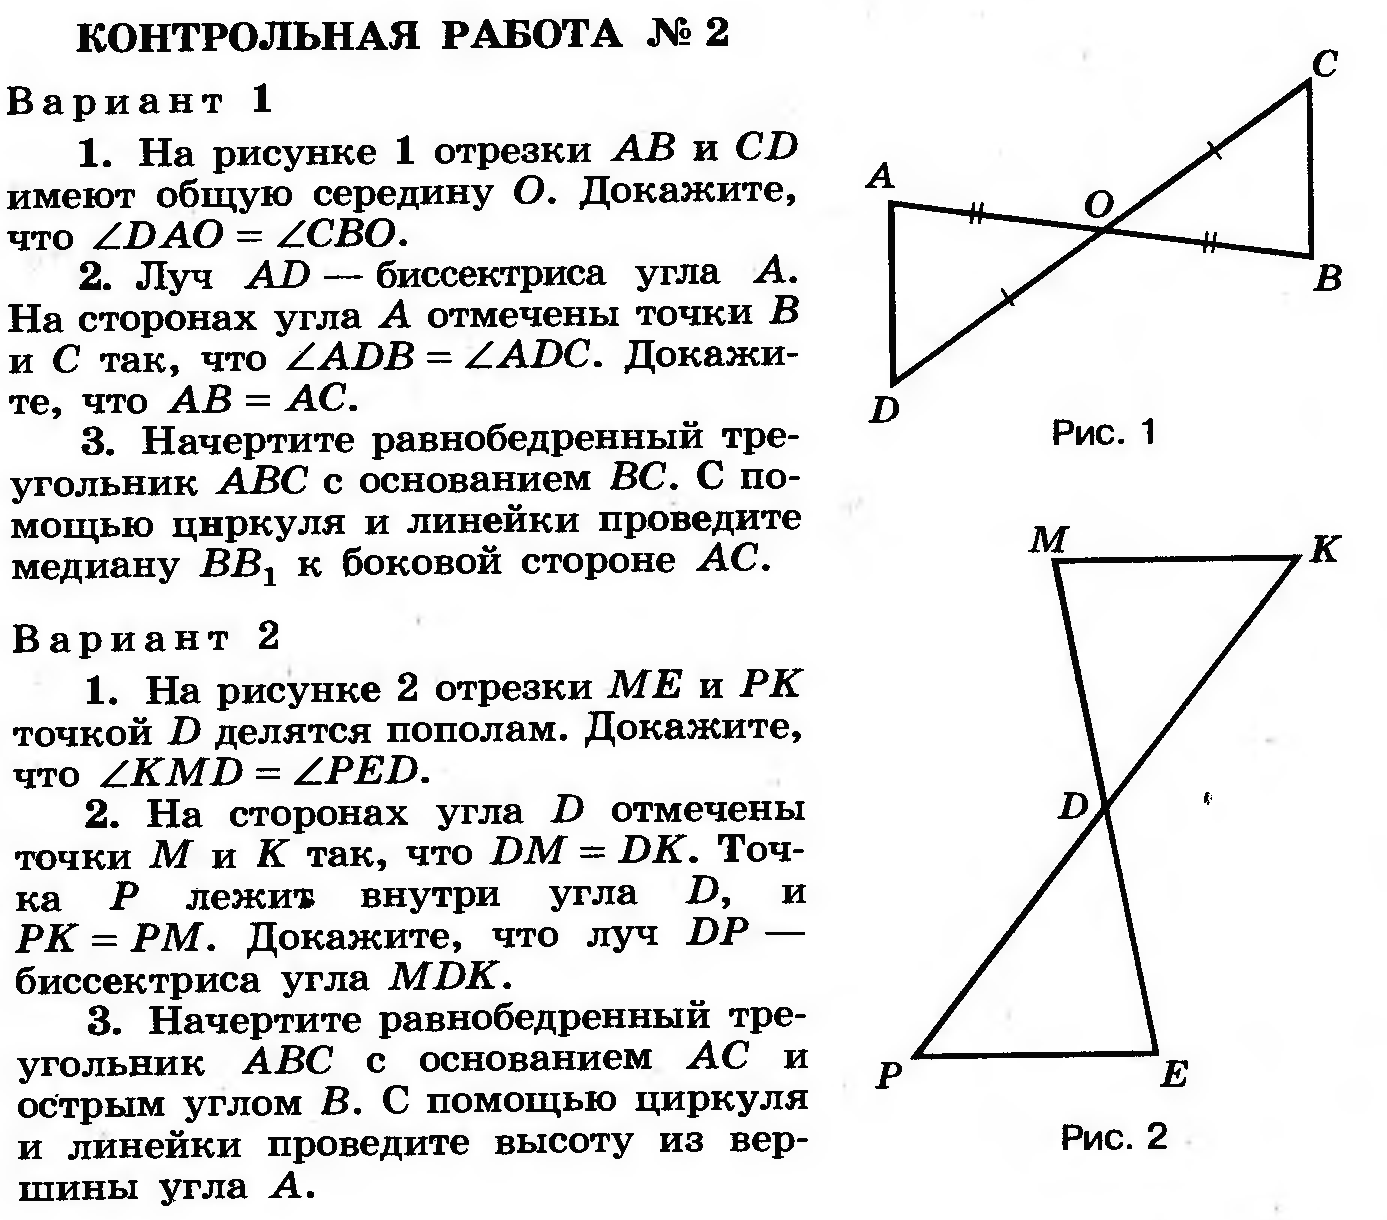 КОНТРОЛЬНАЯ РАБОТА № 2
Вариант 1
1. На рисунке 1 отрезки AB и CD
имеют общую середину O. Докажите,
что ∠DAO = ∠CBO.
2. Луч AD — биссектриса угла A.
На сторонах угла A отмечены точки B
и C так, что ∠ADB = ∠ADC. Докажи-
те, что AB = AC.
3. Начертите равнобедренный тре-
угольник ABC с основанием BC. С по-
мощью циркуля и линейки проведите
медиану BB₁ к боковой стороне AC.
A
O
C
B
D
Рис. 1
Вариант 2
1. На рисунке 2 отрезки ME и PK
точкой D делятся пополам. Докажите,
что ∠KMD = ∠PED.
2. На сторонах угла D отмечены
точки M и K так, что DM = DK. Точ-
ка P лежит внутри угла D, и
PK = PM. Докажите, что луч DP —
биссектриса угла MDK.
3. Начертите равнобедренный тре-
угольник ABC с основанием AC и
острым углом B. С помощью циркуля
и линейки проведите высоту из вер-
шины угла A.
M
K
D
P
E
Рис. 2